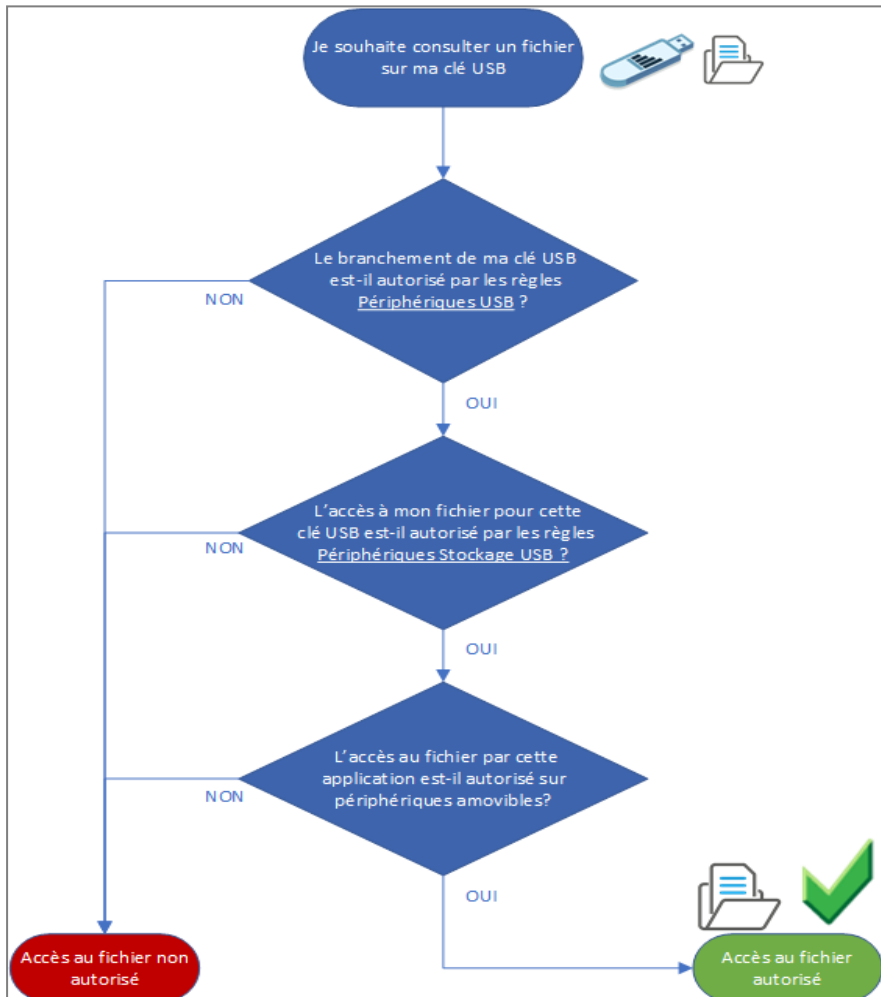 Je souhaite consulter un fichier
sur ma clé USB
Le branchement de ma clé USB
est-il autorisé par les règles
Périphériques USB ?
NON
OUI
L'accès à mon fichier pour cette
clé USB est-il autorisé par les règles
Périphériques Stockage USB ?
NON
OUI
L'accès au fichier par cette
application est-il autorisé sur
périphériques amovibles?
NON
OUI
Accès au fichier non
autorisé
Accès au fichier
autorisé